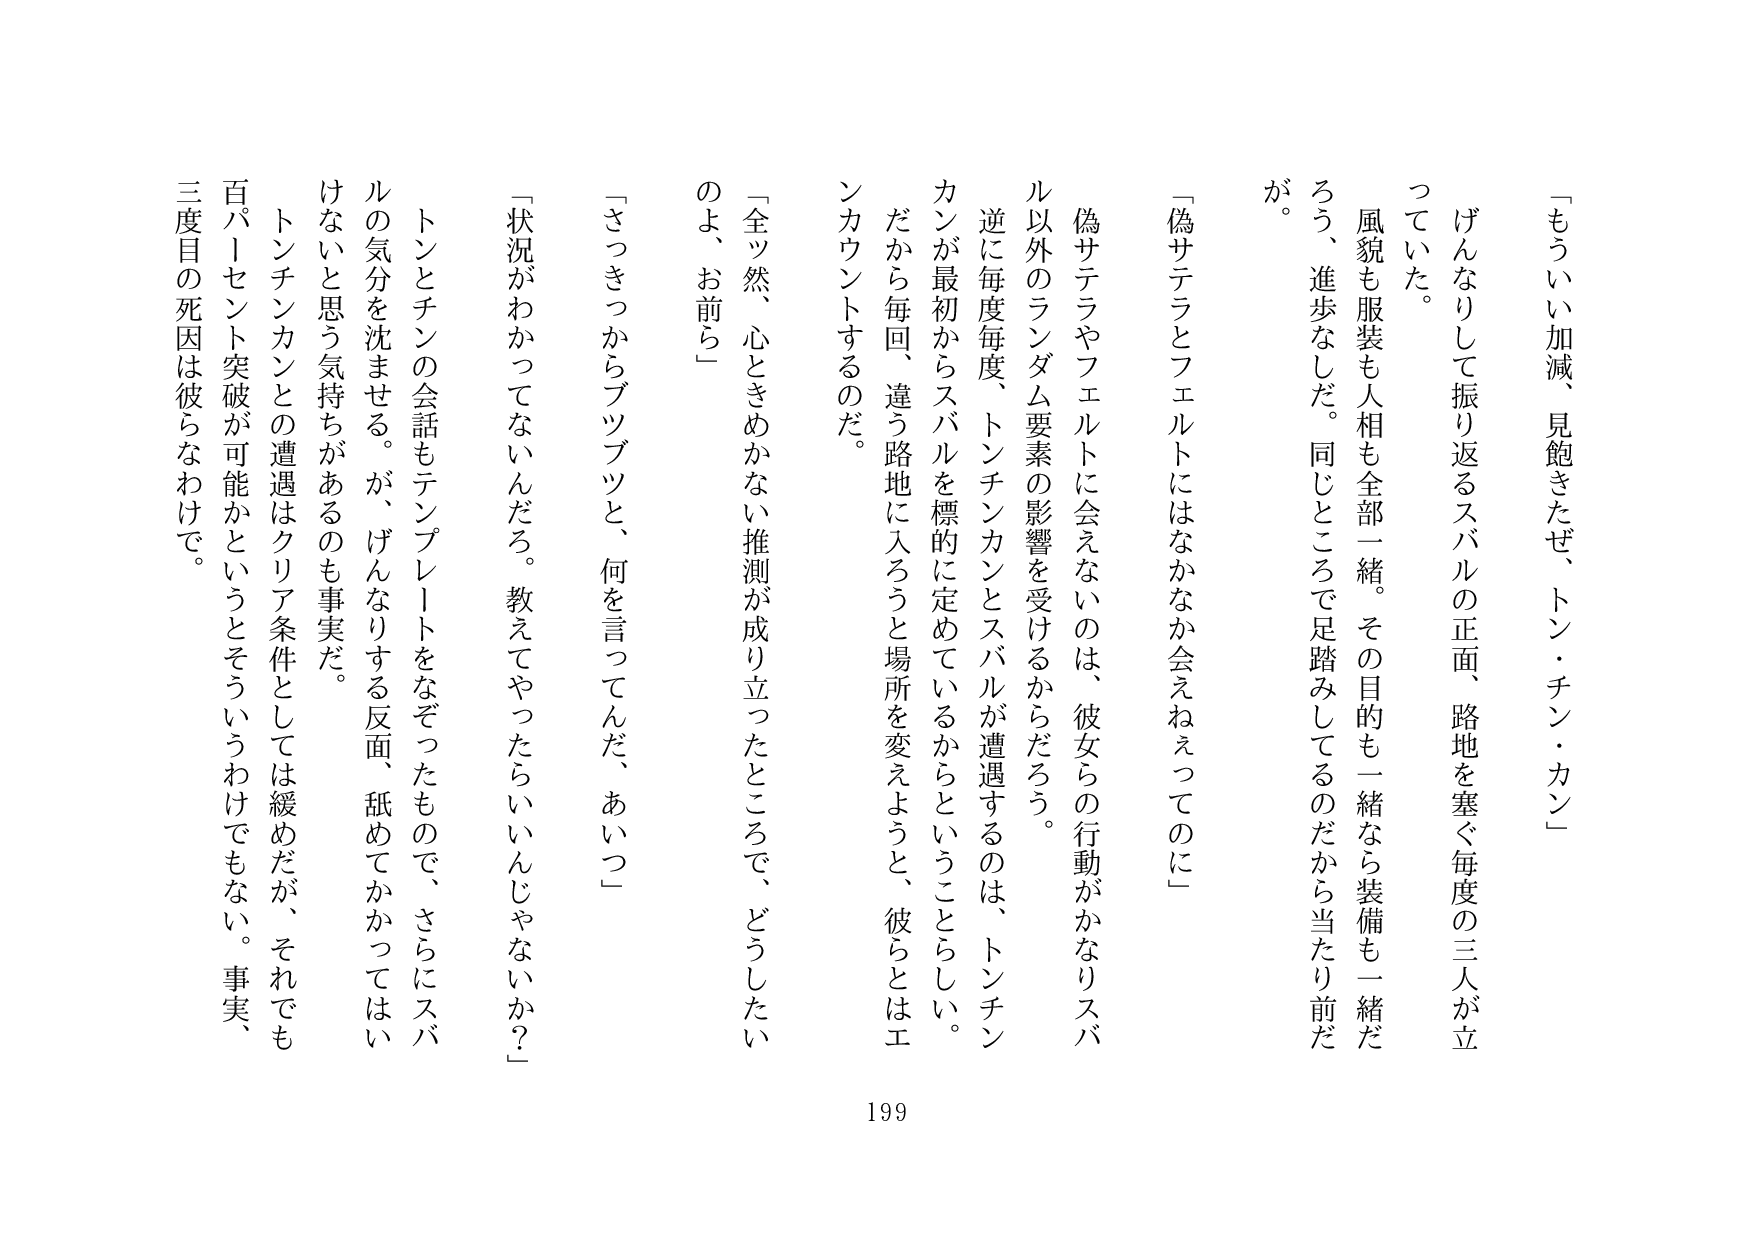 「もういい加減、見飽きたぜ、トン・チン・カン」
　げんなりして振り返るスバルの正面、路地を塞ぐ毎度の三人が立
っていた。
　風貌も服装も人相も全部一緒。その目的も一緒なら装備も一緒だ
ろう、進歩なしだ。同じところで足踏みしてるのだから当たり前だ
が。
「偽サテラとフェルトにはなかなか会えねぇってのに」
　偽サテラやフェルトに会えないのは、彼女らの行動がかなりスバ
ル以外のランダム要素の影響を受けるからだろう。
　逆に毎度毎度、トンチンカンとスバルが遭遇するのは、トンチン
カンが最初からスバルを標的に定めているからということらしい。
　だから毎回、違う路地に入ろうと場所を変えようと、彼らとはエ
ンカウントするのだ。
「全ッ然、心ときめかない推測が成り立ったところで、どうしたい
のよ、お前ら」
「さっきっからブツブツと、何を言ってんだ、あいつ」
「状況がわかってないんだろ。教えてやったらいいんじゃないか？」
　トンとチンの会話もテンプレートをなぞったもので、さらにスバ
ルの気分を沈ませる。が、げんなりする反面、舐めてかかってはい
けないと思う気持ちがあるのも事実だ。
　トンチンカンとの遭遇はクリア条件としては緩めだが、それでも
百パーセント突破が可能かというとそういうわけでもない。事実、
三度目の死因は彼らなわけで。
199